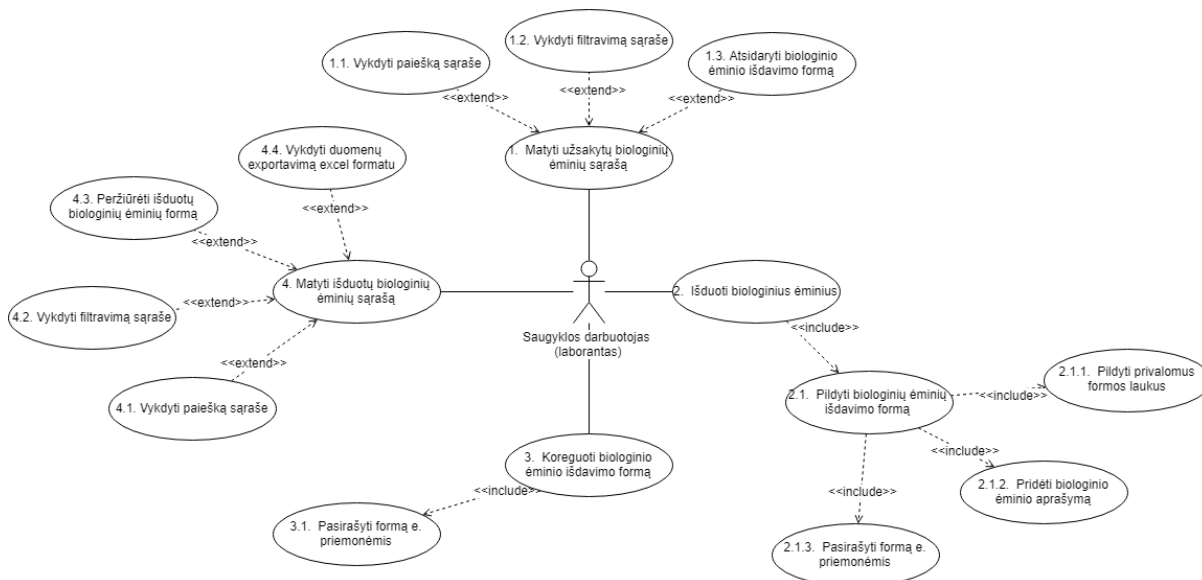 1.2. Vykdyti filtravimą sąraše
1.1. Vykdyti paiešką sąraše
1.3. Atsidaryti biologinio
ėminio išdavimo formą
<<extend>>
<<extend>>
<<extend>>
4.4. Vykdyti duomenų
exportavimą excel formatu
1. Matyti užsakytų biologinių
ėminių sąrašą
4.3. Peržiūrėti išduotų
biologinių ėminių formą
<<extend>>
<<extend>>
4. Matyti išduotų biologinių
ėminių sąrašą
2. Išduoti biologinius ėminius
4.2. Vykdyti filtravimą sąraše
<<extend>>
Saugyklos darbuotojas
(laborantas)
<<include>>
<<extend>>
4.1. Vykdyti paiešką sąraše
2.1. Pildyti biologinių ėminių
išdavimo formą
<<include>>
2.1.1. Pildyti privalomus
formos laukus
3. Koreguoti biologinio
ėminio išdavimo formą
<<include>>
2.1.2. Pridėti biologinio
ėminio aprašymą
<<include>>
<<include>>
3.1. Pasirašyti formą e.
priemonėmis
2.1.3. Pasirašyti formą e.
priemonėmis